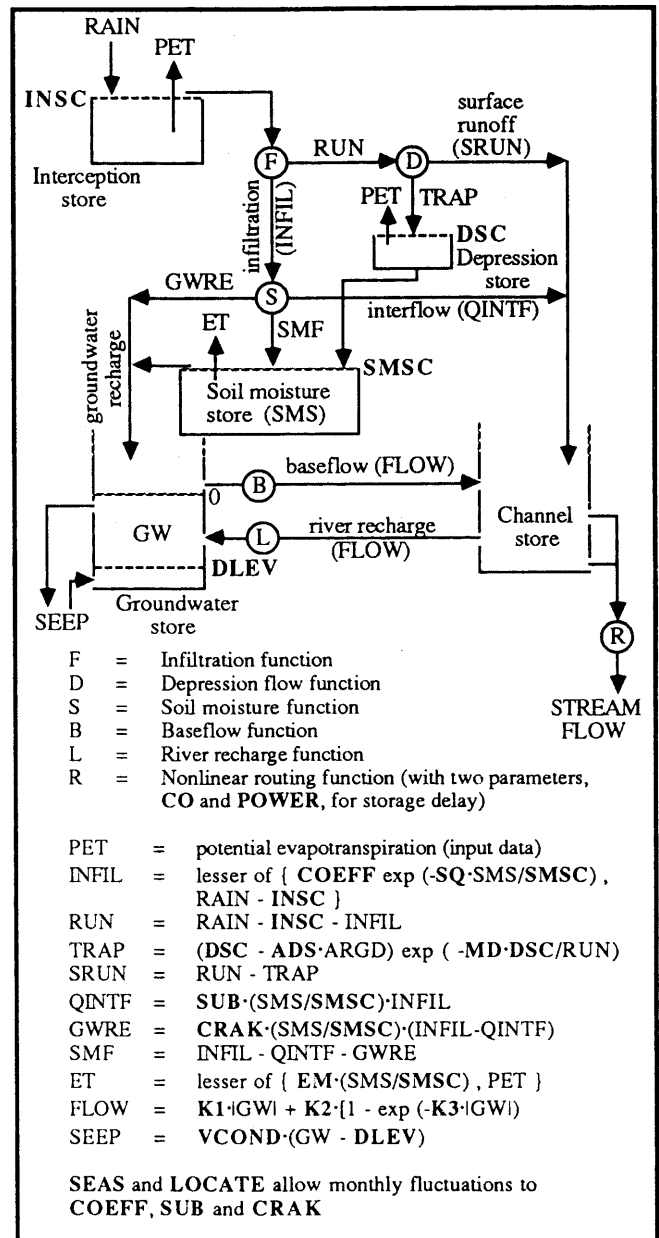 RAIN
PET
INSC
Interception
store
F
RUN
D
surface
runoff
(SRUN)
infiltration
(INFIL)
PET
TRAP
DSC
Depression
store
GWRE
S
interflow (QINTF)
ET
SMF
SMSC
groundwater
recharge
Soil moisture
store (SMS)
0
B
baseflow (FLOW)
GW
L
river recharge
(FLOW)
Channel
store
DLEV
SEEP
Groundwater
store
R
STREAM
FLOW
F = Infiltration function
D = Depression flow function
S = Soil moisture function
B = Baseflow function
L = River recharge function
R = Nonlinear routing function (with two parameters,
CO and POWER, for storage delay)
PET = potential evapotranspiration (input data)
INFIL = lesser of { COEFF exp (-SQ·SMS/SMSC) ,
RAIN - INSC }
RUN = RAIN - INSC - INFIL
TRAP = (DSC - ADS·ARGD) exp ( -MD·DSC/RUN)
SRUN = RUN - TRAP
QINTF = SUB·(SMS/SMSC)·INFIL
GWRE = CRAK·(SMS/SMSC)·(INFIL-QINTF)
SMF = INFIL - QINTF - GWRE
ET = lesser of { EM·(SMS/SMSC) , PET }
FLOW = K1·|GW| + K2·[1 - exp (-K3·|GW|)
SEEP = VCOND·(GW - DLEV)
SEAS and LOCATE allow monthly fluctuations to
COEFF, SUB and CRAK